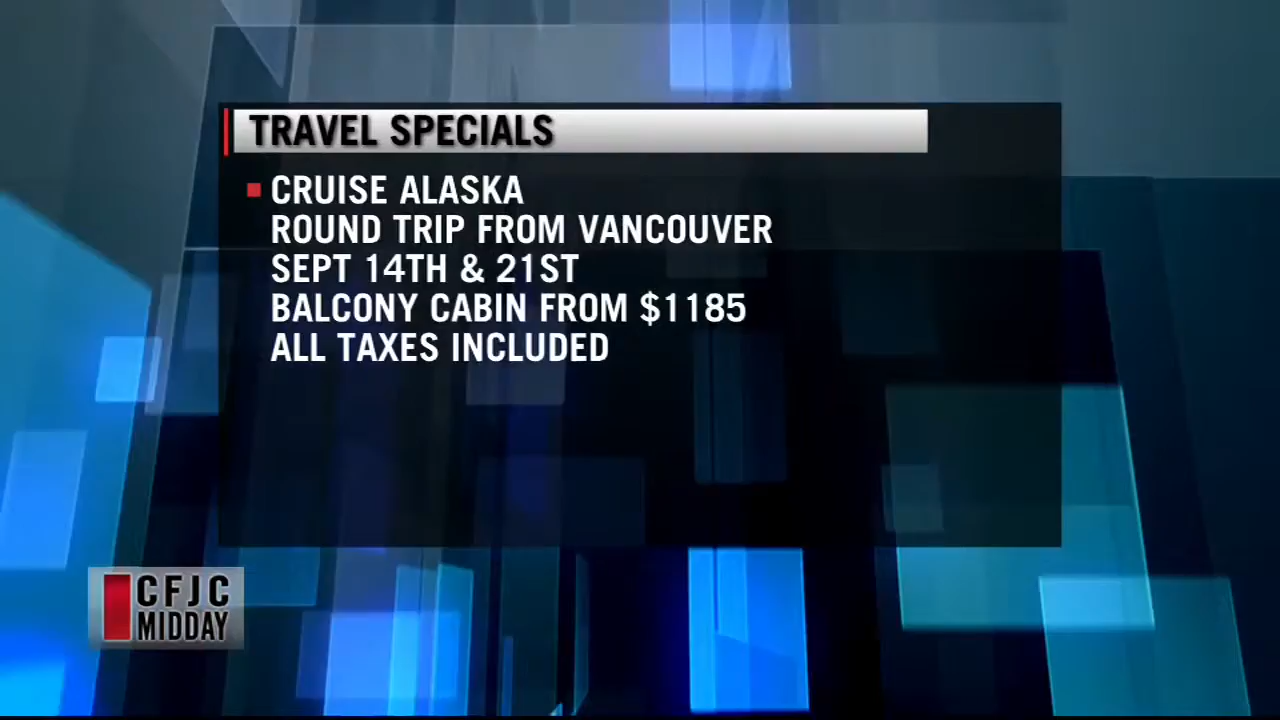 TRAVEL SPECIALS
CRUISE ALASKA
ROUND TRIP FROM VANCOUVER
SEPT 14TH & 21ST
BALCONY CABIN FROM $1185
ALL TAXES INCLUDED
CFJC
MIDDAY